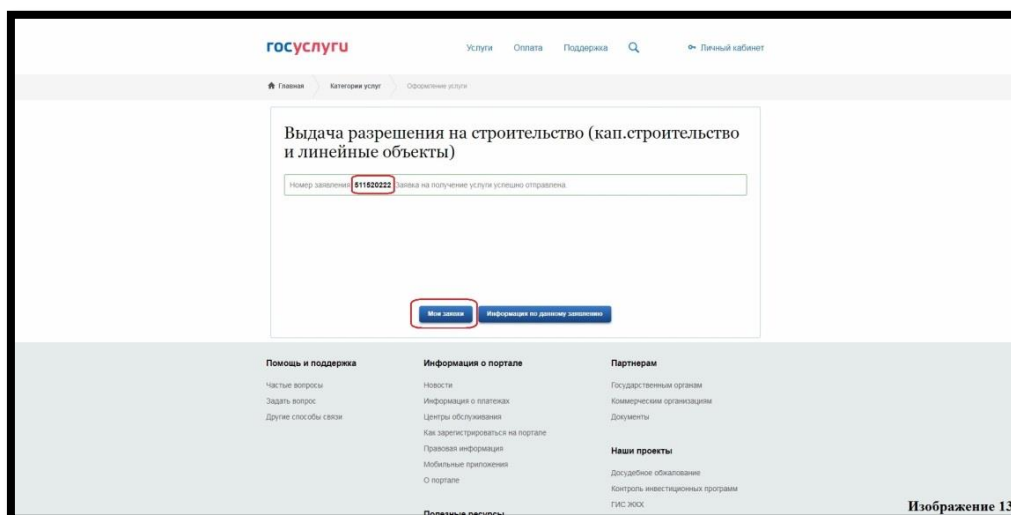 госуслуги
Услуги Оплата Поддержка Личный кабинет
Главная Категории услуг Оформление услуги
Выдача разрешения на строительство (кап.строительство
и линейные объекты)
Номер заявления 511520222 Заявка на получение услуги успешно отправлена
Мои заявки Информация по данному заявлению
Помощь и поддержка
Частые вопросы
Задать вопрос
Другие способы связи
Информация о портале
Новости
Информация о платежах
Центры обслуживания
Как зарегистрироваться на портале
Правовая информация
Мобильные приложения
О портале
Полезные ресурсы
Партнерам
Государственным органам
Коммерческим организациям
Документы
Наши проекты
Досудебное обжалование
Контроль инвестиционных программ
ГИС ЖКХ
Изображение 13